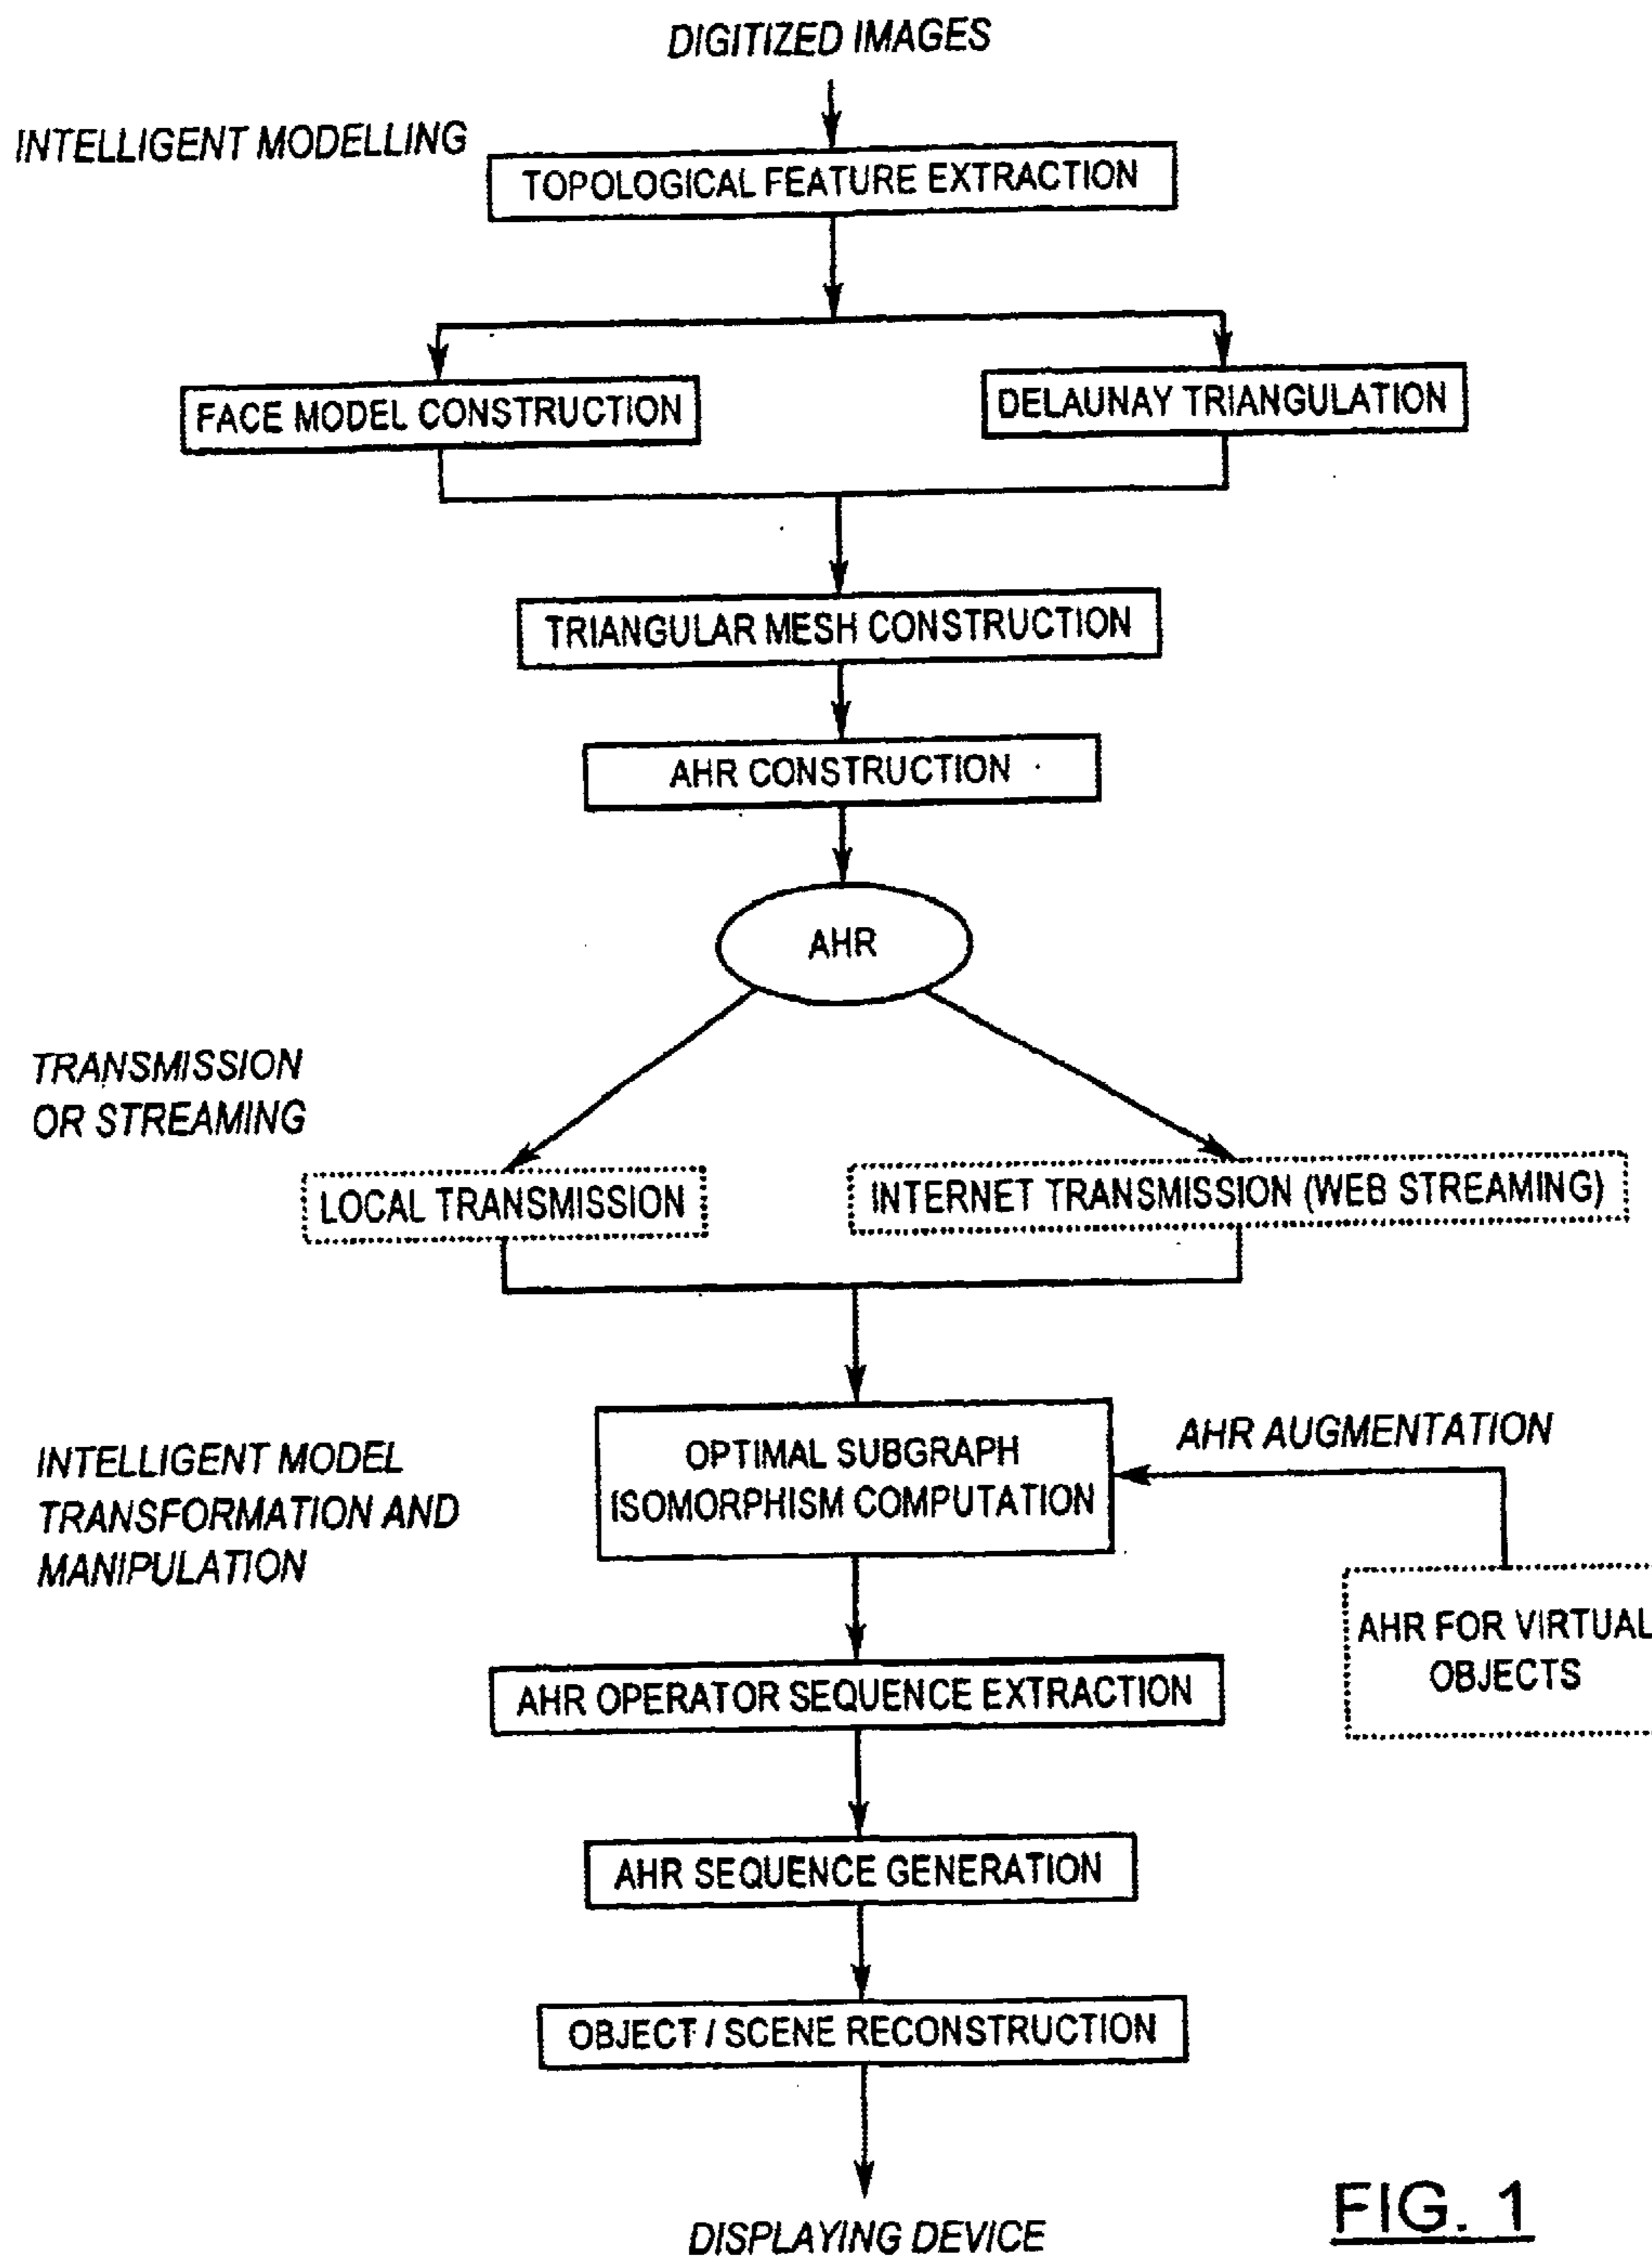 DIGITIZED IMAGES
INTELLIGENT MODELLING
TOPOLOGICAL FEATURE EXTRACTION
FACE MODEL CONSTRUCTION
DELAUNAY TRIANGULATION
TRIANGULAR MESH CONSTRUCTION
AHR CONSTRUCTION
AHR
TRANSMISSION
OR STREAMING
LOCAL TRANSMISSION
INTERNET TRANSMISSION (WEB STREAMING)
INTELLIGENT MODEL
TRANSFORMATION AND
MANIPULATION
OPTIMAL SUBGRAPH
ISOMORPHISM COMPUTATION
AHR AUGMENTATION
AHR FOR VIRTUAL
OBJECTS
AHR OPERATOR SEQUENCE EXTRACTION
AHR SEQUENCE GENERATION
OBJECT / SCENE RECONSTRUCTION
DISPLAYING DEVICE
FIG. 1